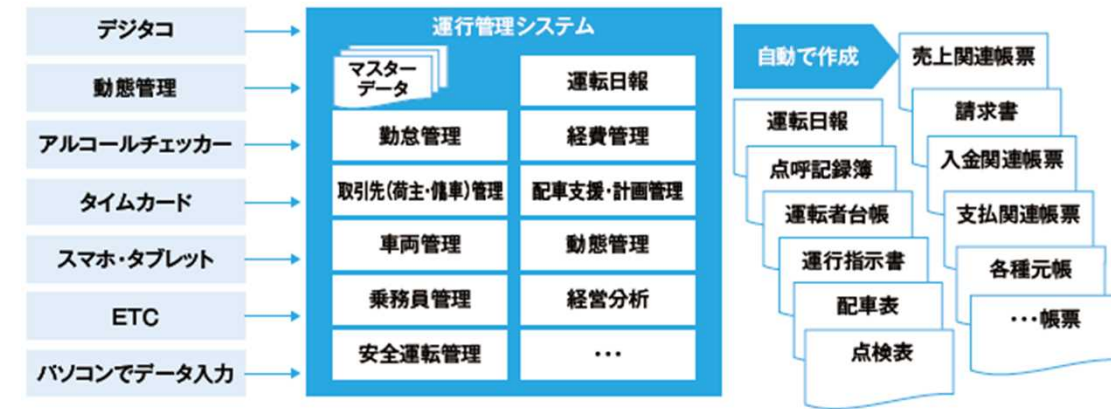 デジタコ
動態管理
アルコールチェッカー
タイムカード
スマホ・タブレット
ETC
パソコンでデータ入力
運行管理システム
マスター
データ
運転日報
勤怠管理
経費管理
取引先(荷主・傭車)管理
配車支援・計画管理
車両管理
動態管理
乗務員管理
経営分析
安全運転管理
・・・
自動で作成
運転日報
点呼記録簿
運転者台帳
運行指示書
配車表
点検表
売上関連帳票
請求書
入金関連帳票
支払関連帳票
各種元帳
・・・帳票